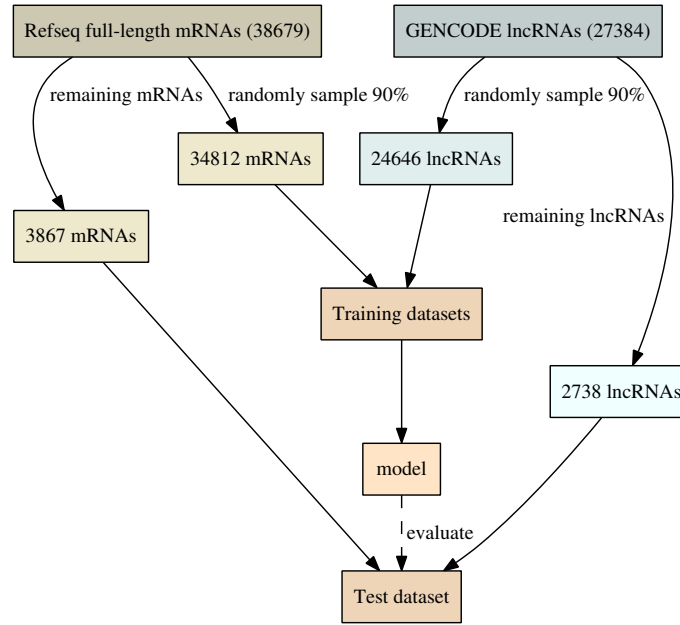 Refseq full-length mRNAs (38679)
GENCODE lncRNAs (27384)
remaining mRNAs
randomly sample 90%
randomly sample 90%
34812 mRNAs
24646 lncRNAs
remaining lncRNAs
3867 mRNAs
Training datasets
2738 lncRNAs
model
evaluate
Test dataset